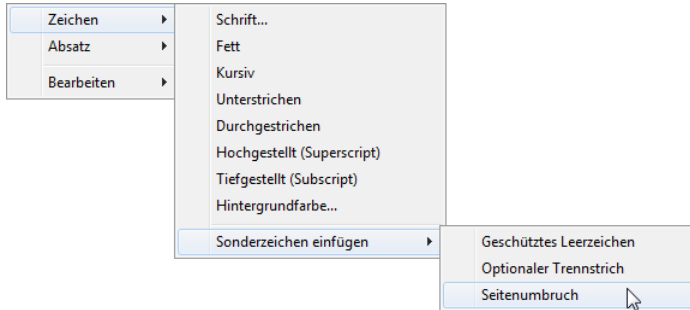 Zeichen
Absatz
Bearbeiten
Schrift...
Fett
Kursiv
Unterstrichen
Durchgestrichen
Hochgestellt (Superscript)
Tiefgestellt (Subscript)
Hintergrundfarbe...
Sonderzeichen einfügen
Geschütztes Leerzeichen
Optionaler Trennstrich
Seitenumbruch